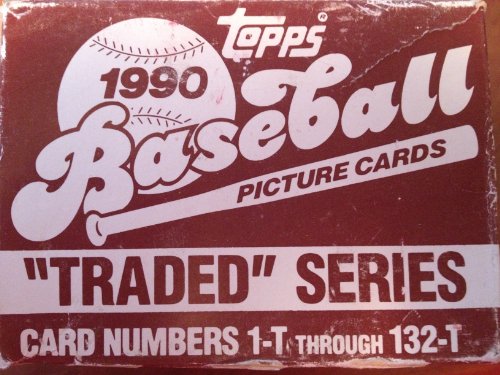 Topps®
1990
Baseball
PICTURE CARDS
"TRADED" SERIES
CARD NUMBERS 1-T THROUGH 132-T